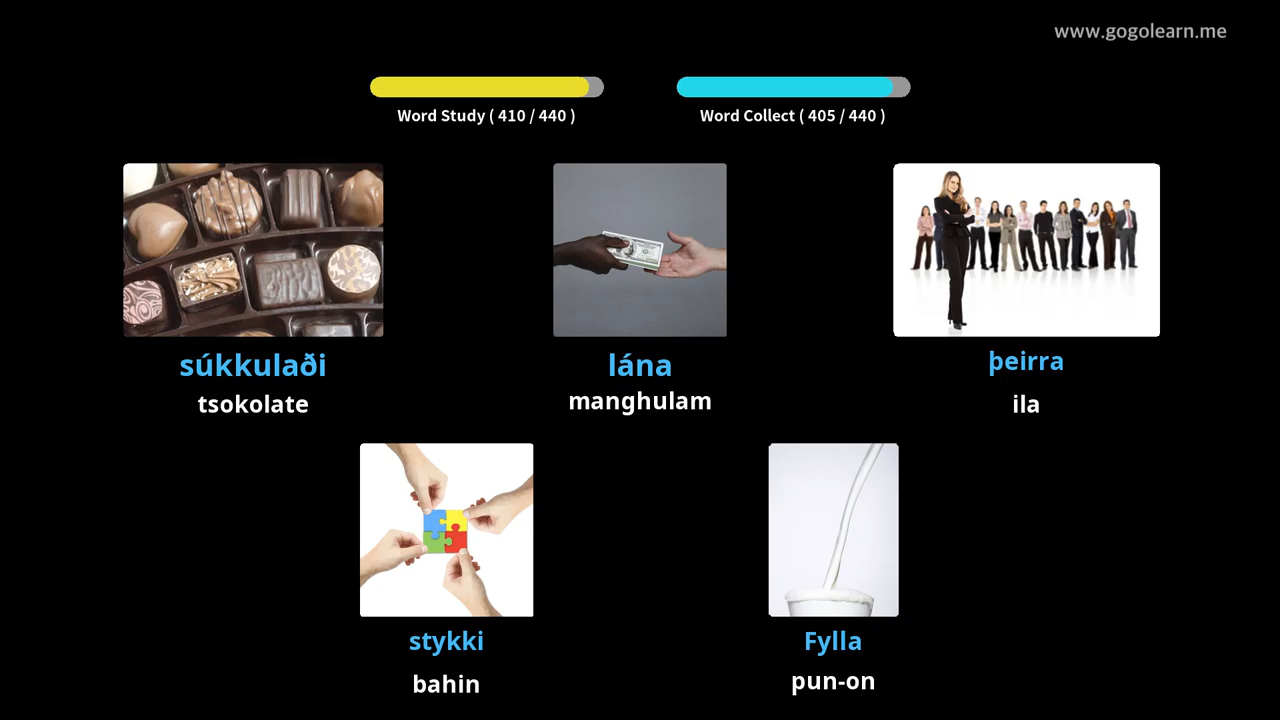 www.gogolearn.me
Word Study ( 410 / 440 )
Word Collect ( 405 / 440 )
súkkulaði
lána
þeirra
tsokolate
manghulam
ila
stykki
Fylla
bahin
pun-on